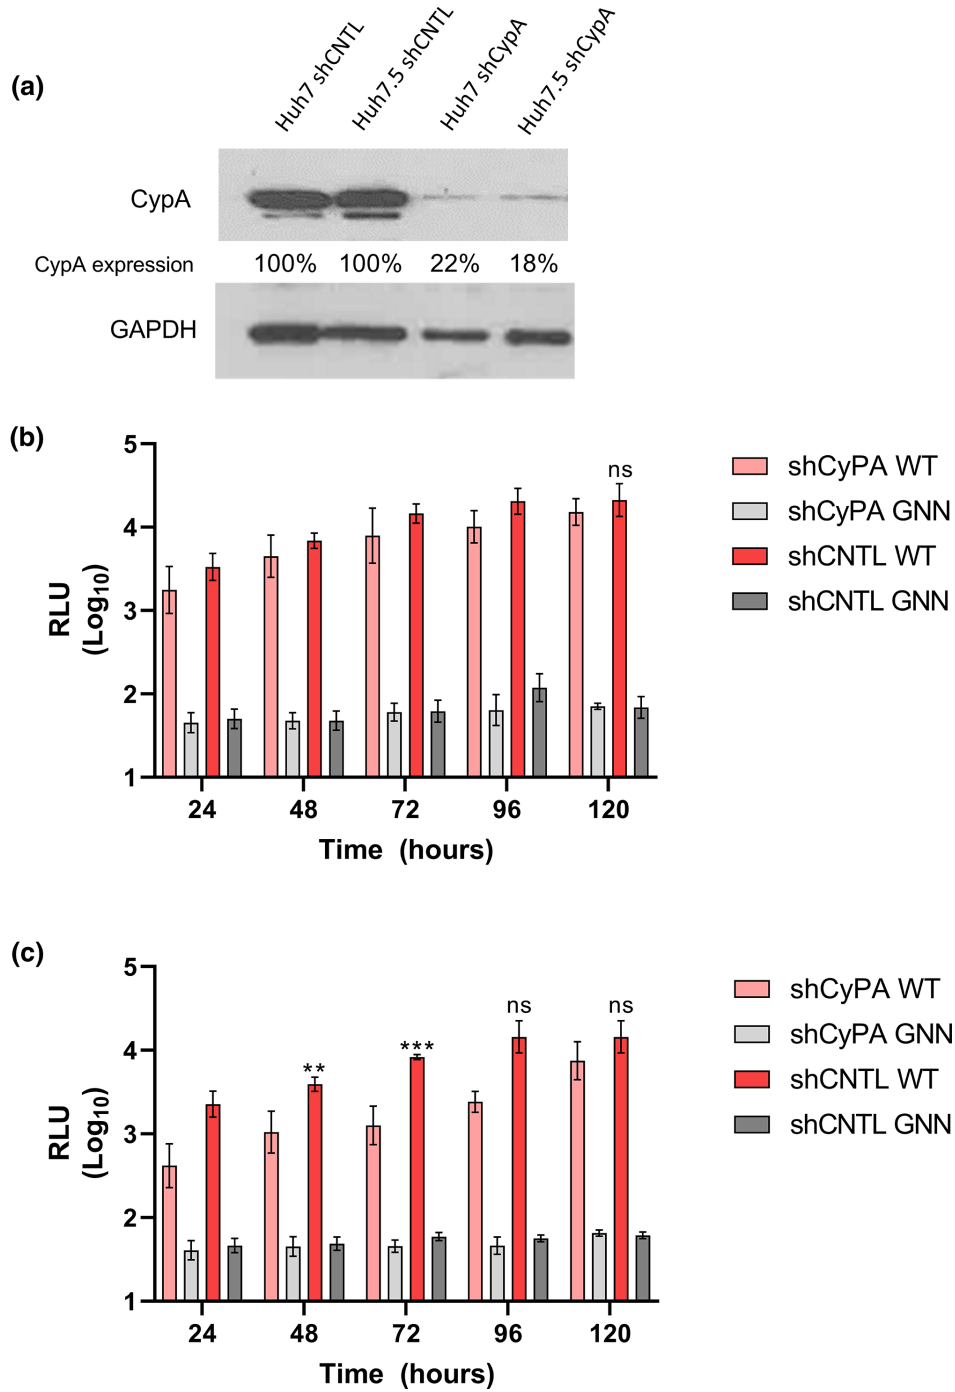 (a)
Huh7 shCNTL
Huh7.5 shCNTL
Huh7 shCypA
Huh7.5 shCypA
CypA
CypA expression
100% 100% 22% 18%
GAPDH
(b)
5
4
3
2
1
RLU
(Log10)
ns
24 48 72 96 120
Time (hours)
shCyPA WT
shCyPA GNN
shCNTL WT
shCNTL GNN
(c)
5
4
3
2
1
RLU
(Log10)
** *** ns ns
24 48 72 96 120
Time (hours)
shCyPA WT
shCyPA GNN
shCNTL WT
shCNTL GNN